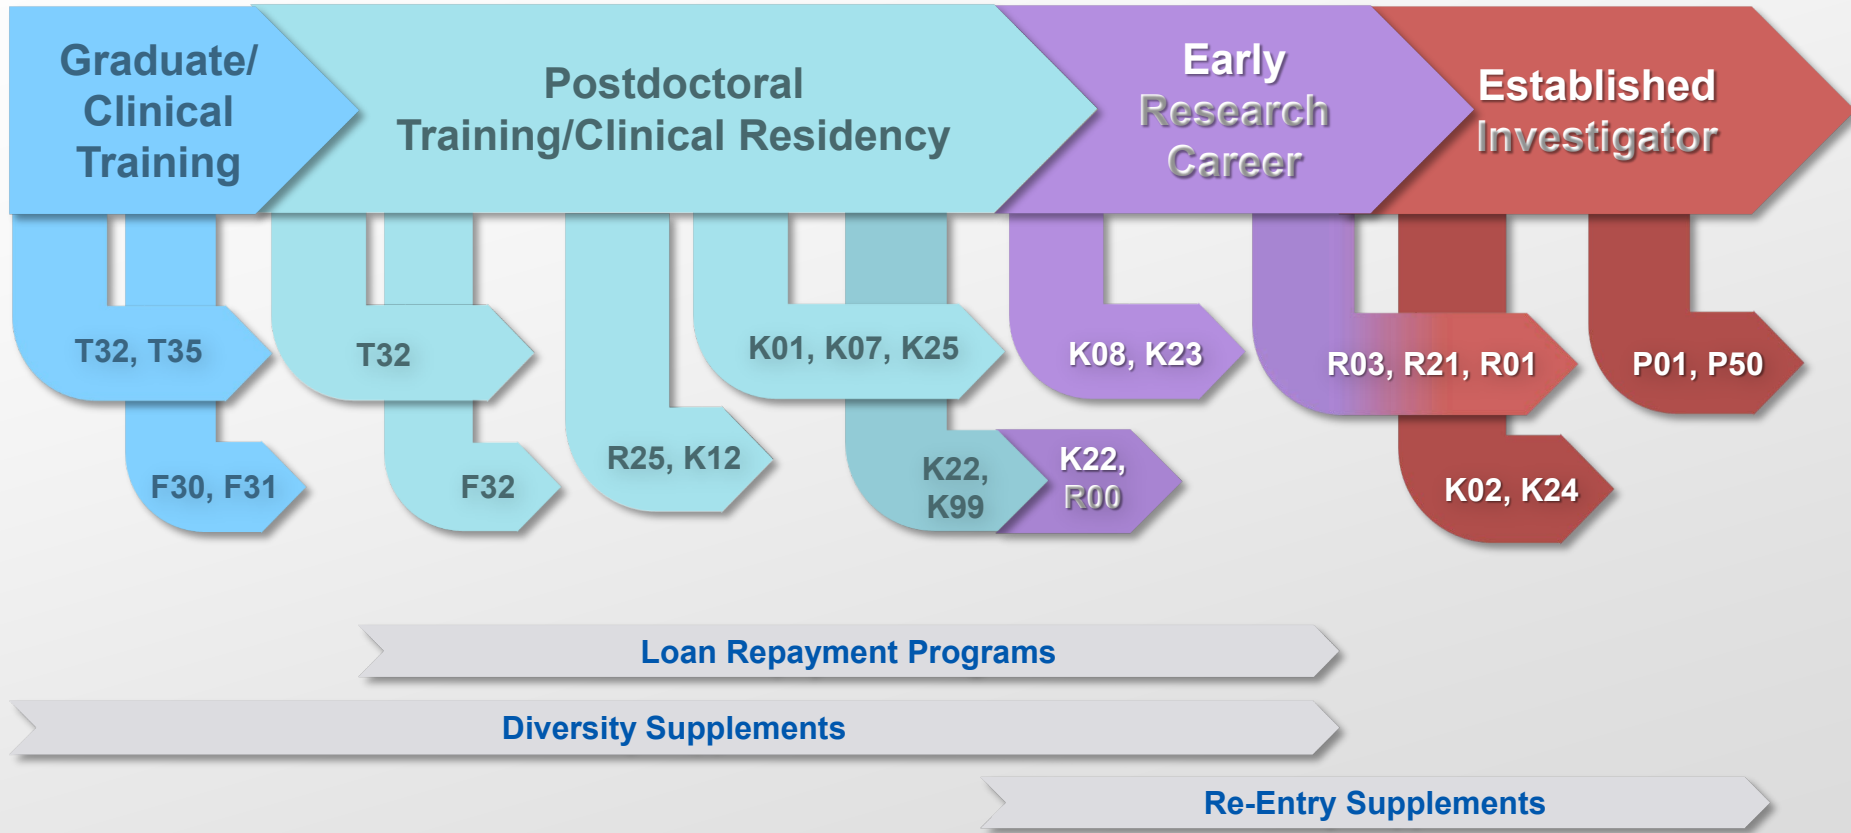 Graduate/
Clinical
Training
Postdoctoral
Training/Clinical Residency
Early
Research
Career
Established
Investigator
T32, T35
T32
K01, K07, K25
K08, K23
R03, R21, R01
P01, P50
F30, F31
F32
R25, K12
K22,
K99
K22,
R00
K02, K24
Loan Repayment Programs
Diversity Supplements
Re-Entry Supplements